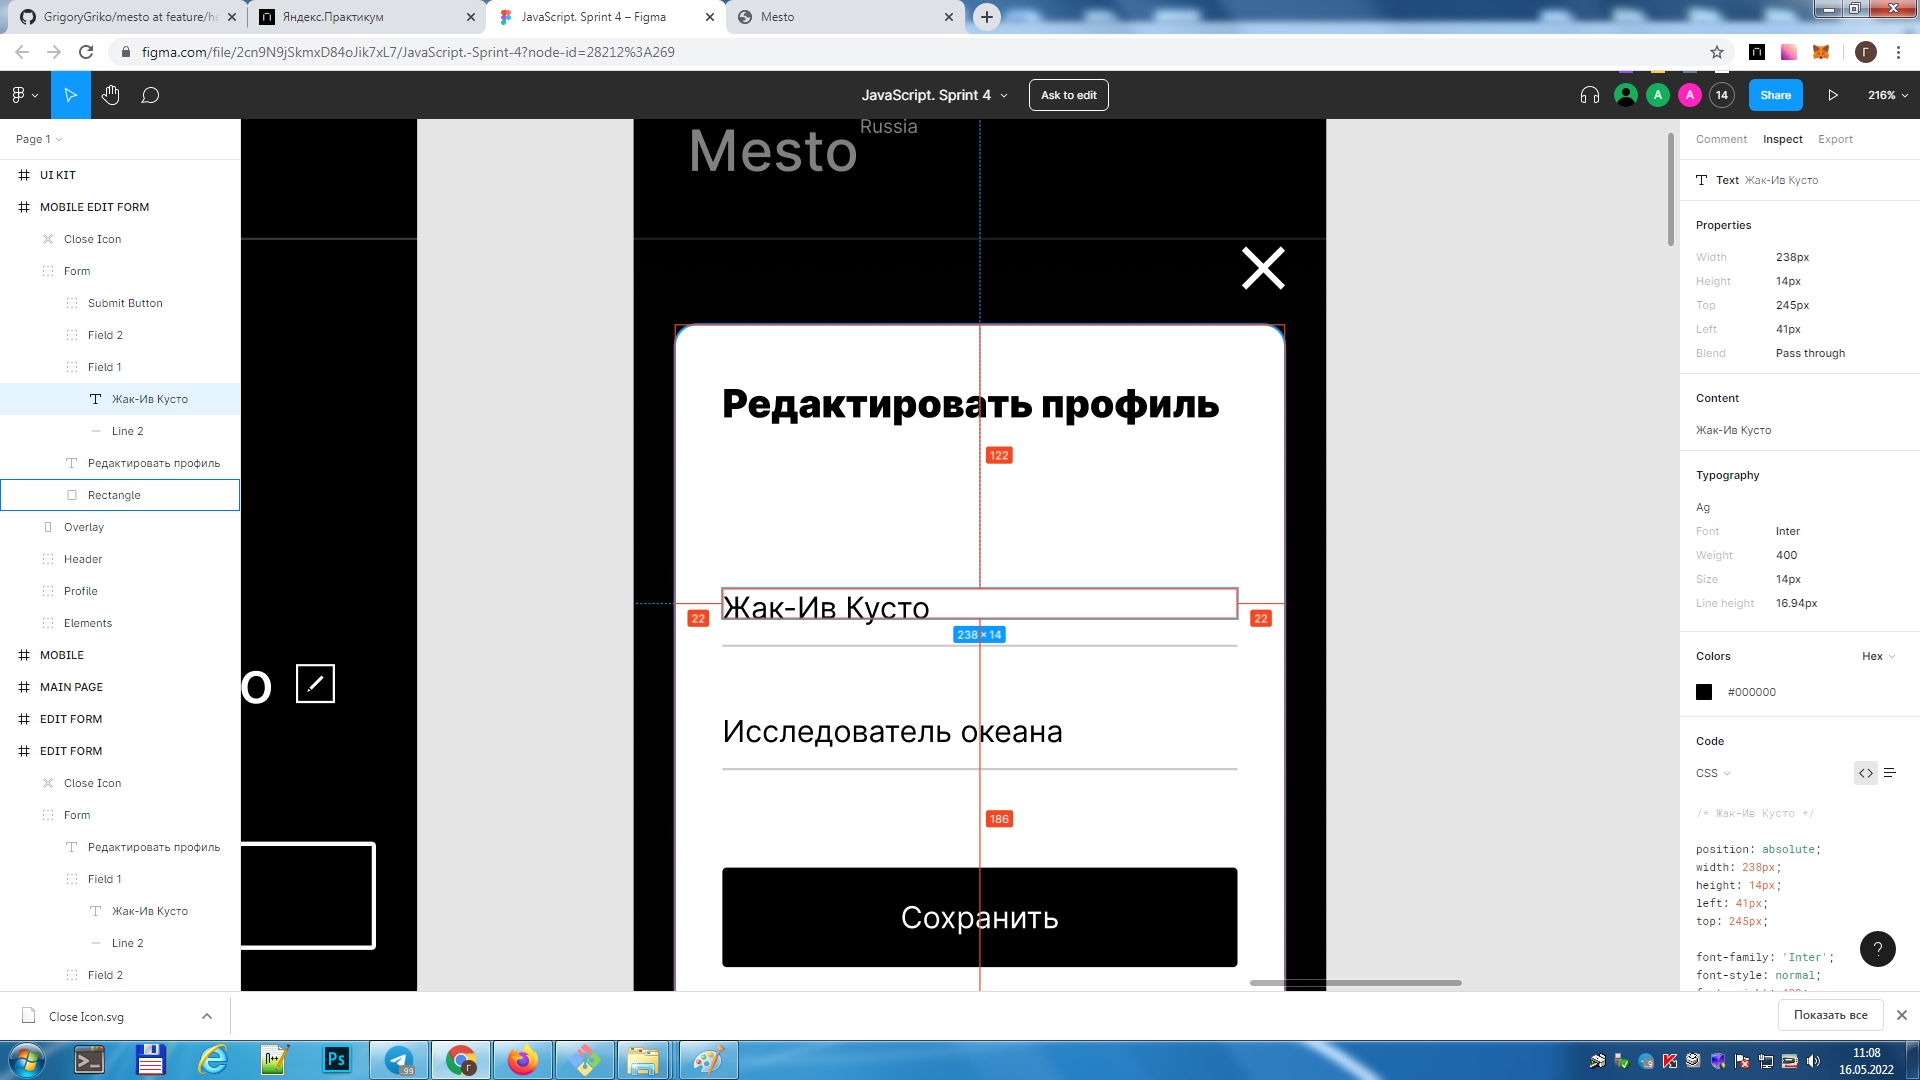 GrigoryGriko/mesto at feature/he
Яндекс.Практикум
JavaScript. Sprint 4 – Figma
Mesto
figma.com/file/2cn9N9jSkmxD84oJik7xL7/JavaScript.-Sprint-4?node-id=28212%3A269
Г
JavaScript. Sprint 4
Ask to edit
A
A
14
Share
216%
Page 1
UI KIT
MOBILE EDIT FORM
Close Icon
Form
Submit Button
Field 2
Field 1
Жак-Ив Кусто
Line 2
Редактировать профиль
Rectangle
Overlay
Header
Profile
Elements
MOBILE
MAIN PAGE
EDIT FORM
EDIT FORM
Close Icon
Form
Редактировать профиль
Field 1
Жак-Ив Кусто
Line 2
Field 2
о
Mesto
Russia
Редактировать профиль
122
Жак-Ив Кусто
22
22
238 × 14
Исследователь океана
186
Сохранить
Comment
Inspect
Export
Text Жак-Ив Кусто
Properties
Width 238px
Height 14px
Top 245px
Left 41px
Blend Pass through
Content
Жак-Ив Кусто
Typography
Ag
Font Inter
Weight 400
Size 14px
Line height 16.94px
Colors
Hex
#000000
Code
CSS
/* Жак-Ив Кусто */
position: absolute;
width: 238px;
height: 14px;
left: 41px;
top: 245px;
font-family: 'Inter';
font-style: normal;
?
Close Icon.svg
Показать все
Ps
99
Г
11:08
16.05.2022